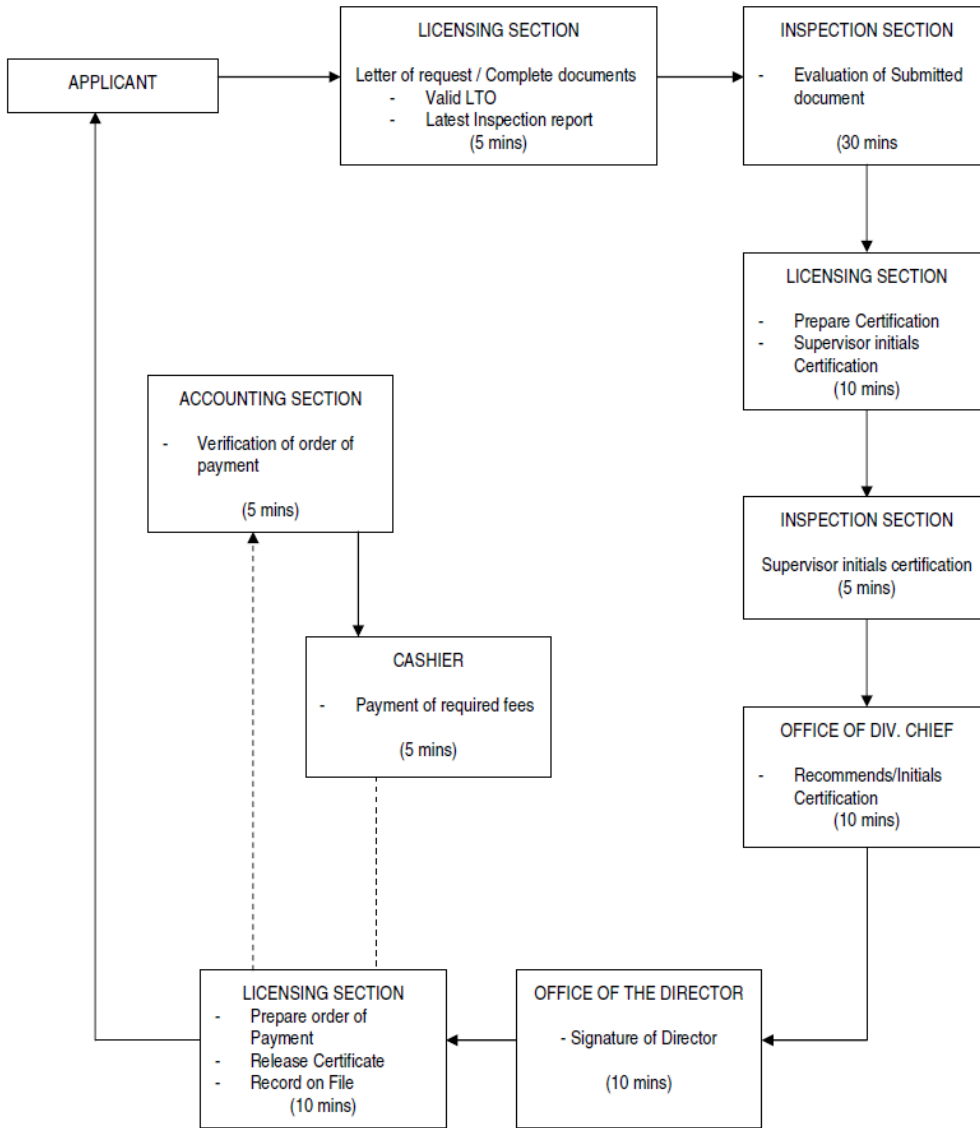 APPLICANT
LICENSING SECTION
Letter of request / Complete documents
- Valid LTO
- Latest Inspection report
(5 mins)
INSPECTION SECTION
- Evaluation of Submitted
document
(30 mins
LICENSING SECTION
- Prepare Certification
- Supervisor initials
Certification
(10 mins)
INSPECTION SECTION
Supervisor initials certification
(5 mins)
OFFICE OF DIV. CHIEF
- Recommends/Initials
Certification
(10 mins)
OFFICE OF THE DIRECTOR
- Signature of Director
(10 mins)
LICENSING SECTION
- Prepare order of
Payment
- Release Certificate
- Record on File
(10 mins)
ACCOUNTING SECTION
- Verification of order of
payment
(5 mins)
CASHIER
- Payment of required fees
(5 mins)